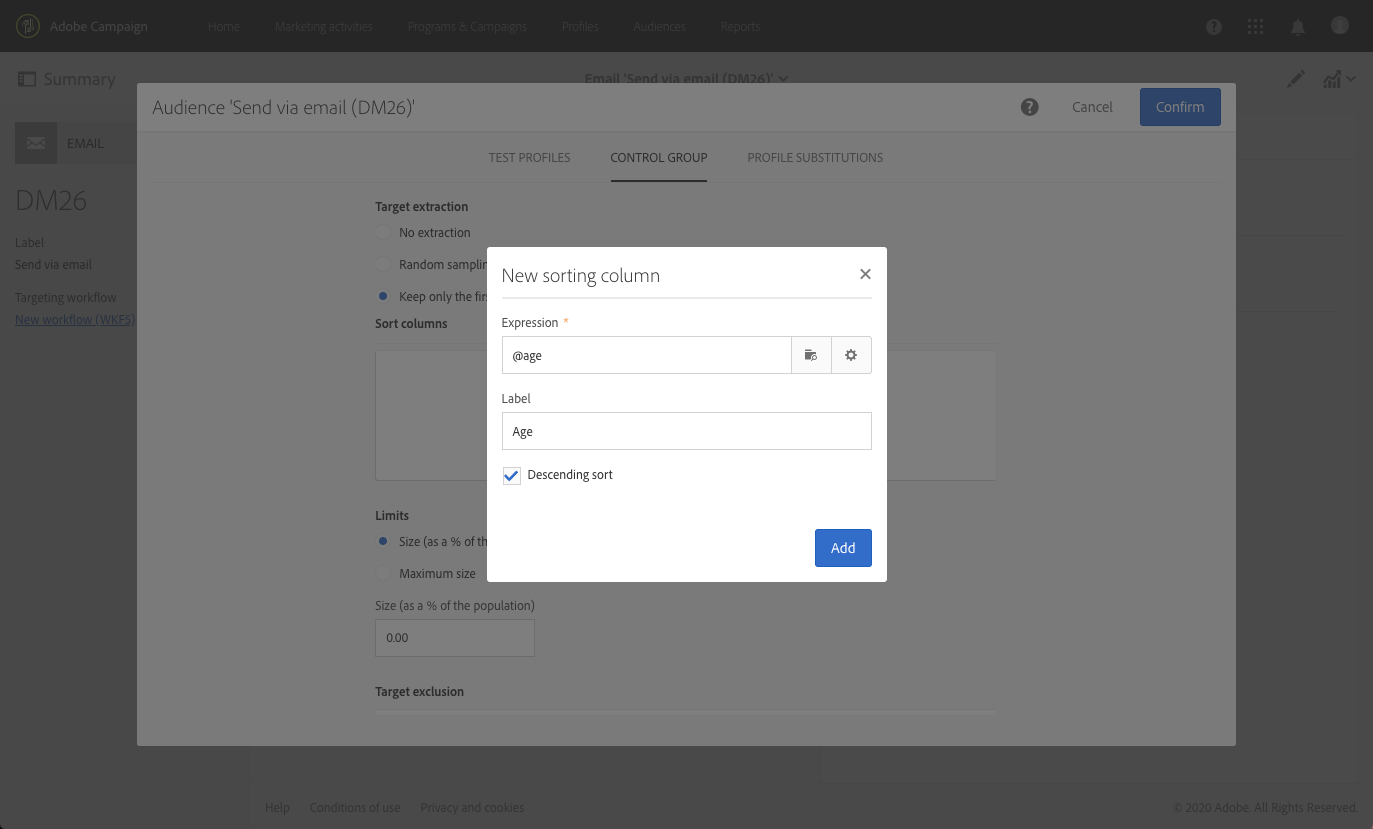 Adobe Campaign
Home
Marketing activities
Programs & Campaigns
Profiles
Audiences
Reports
Summary
Email 'Send via email (DM26)'
Audience 'Send via email (DM26)'
Cancel
Confirm
EMAIL
TEST PROFILES
CONTROL GROUP
PROFILE SUBSTITUTIONS
DM26
Label
Send via email
Targeting workflow
New workflow (WKF5)
Target extraction
No extraction
Random samplin
Keep only the firs
Sort columns
New sorting column
Expression *
@age
Label
Age
Descending sort
Add
Limits
Size (as a % of th
Maximum size
Size (as a % of the population)
0.00
Target exclusion
Help
Conditions of use
Privacy and cookies
© 2020 Adobe. All Rights Reserved.